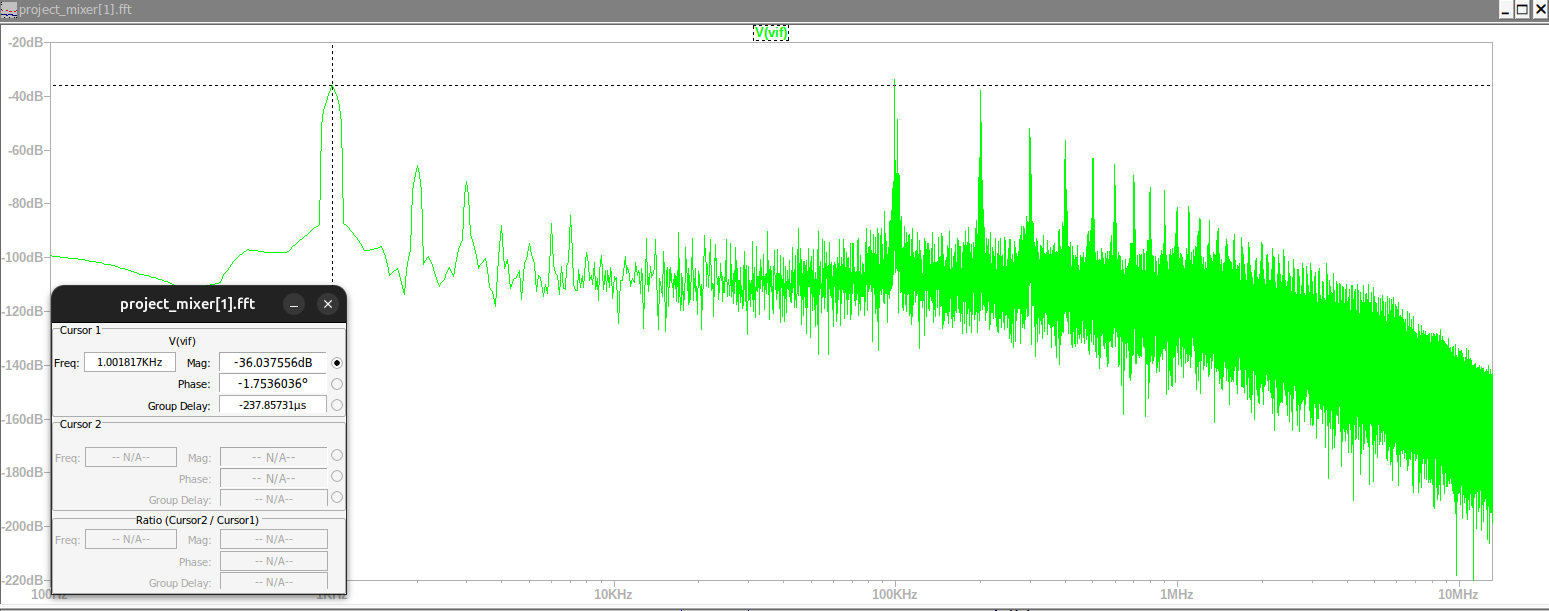 project_mixer[1].fft
V(vif)
-20dB
-40dB
-60dB
-80dB
-100dB
-120dB
-140dB
-160dB
-180dB
-200dB
-220dB
project_mixer[1].fft
Cursor 1
V(vif)
Freq: 1.001817KHz Mag: -36.037556dB
Phase: -1.7536036°
Group Delay: -237.85731µs
Cursor 2
Freq: -- N/A-- Mag: -- N/A--
Phase: -- N/A--
Group Delay: -- N/A--
Ratio (Cursor2 / Cursor1)
Freq: -- N/A-- Mag: -- N/A--
Phase: -- N/A--
Group Delay: -- N/A--
100Hz 1KHz 10KHz 100KHz 1MHz 10MHz